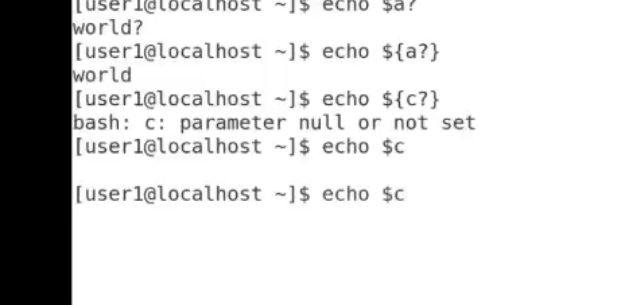 [user1@localhost ~]$ echo $a?
world?
[user1@localhost ~]$ echo ${a?}
world
[user1@localhost ~]$ echo ${c?}
bash: c: parameter null or not set
[user1@localhost ~]$ echo $c

[user1@localhost ~]$ echo $c